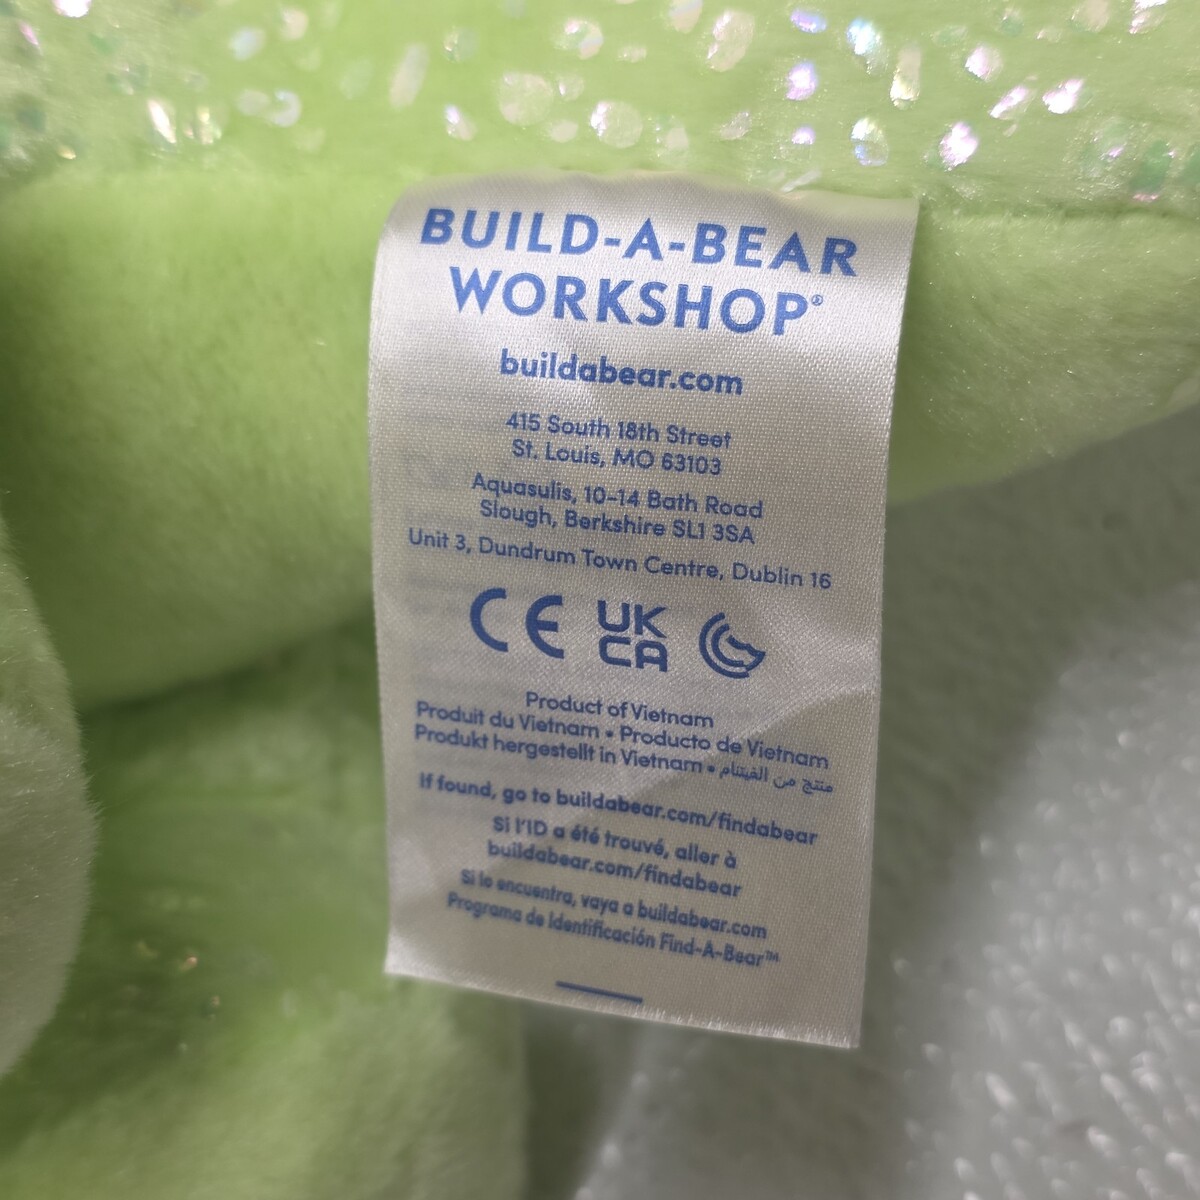 BUILD-A-BEAR
WORKSHOP®
buildabear.com
415 South 18th Street
St. Louis, MO 63103
Aquasulis, 10-14 Bath Road
Slough, Berkshire SL1 3SA
Unit 3, Dundrum Town Centre, Dublin 16
CE UK
CA
Product of Vietnam
Produit du Vietnam • Producto de Vietnam
Produkt hergestellt in Vietnam • منتج من الفيتنام
If found, go to buildabear.com/findabear
Si l'ID a été trouvé, aller à
buildabear.com/findabear
Si lo encuentra, vaya a buildabear.com
Programa de Identificación Find-A-Bear™